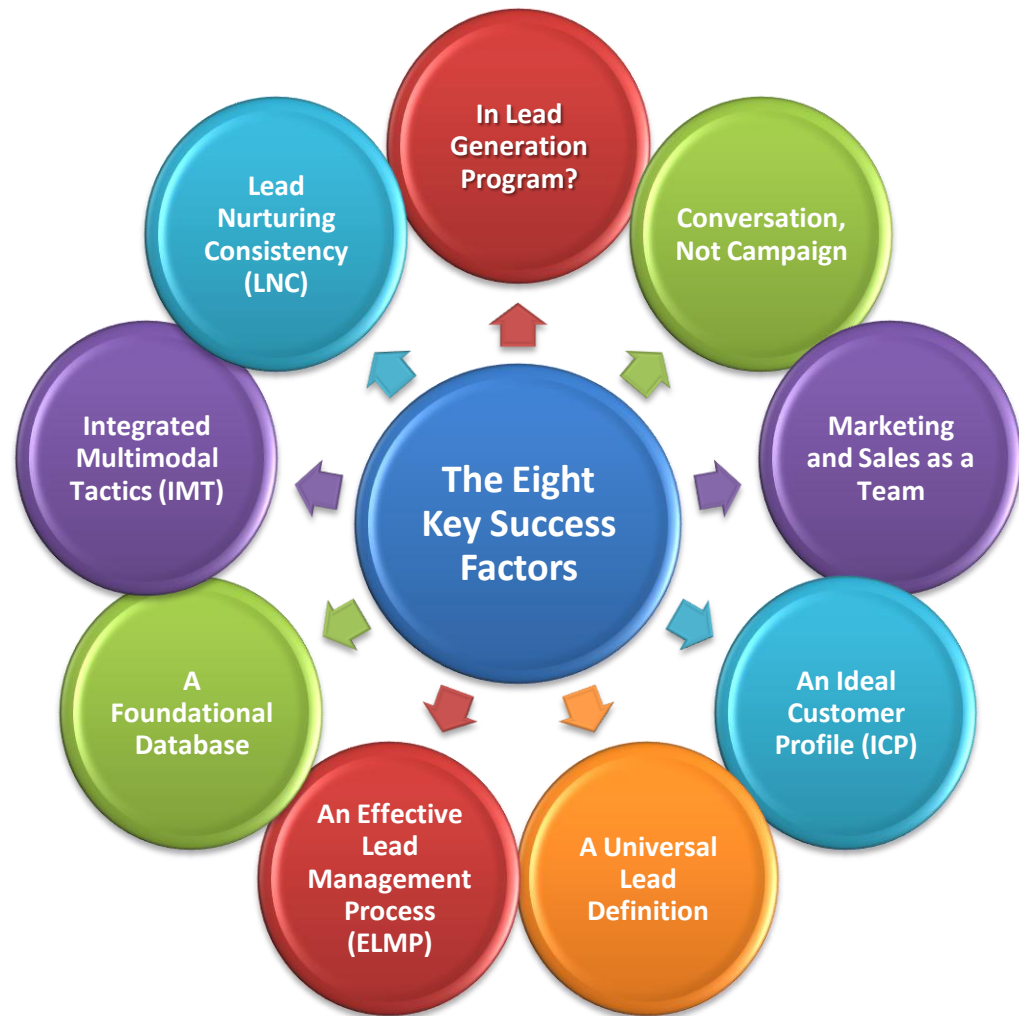 The Eight
Key Success
Factors
In Lead
Generation
Program?
Conversation,
Not Campaign
Marketing
and Sales as a
Team
An Ideal
Customer
Profile (ICP)
A Universal
Lead
Definition
An Effective
Lead
Management
Process
(ELMP)
A
Foundational
Database
Integrated
Multimodal
Tactics (IMT)
Lead
Nurturing
Consistency
(LNC)